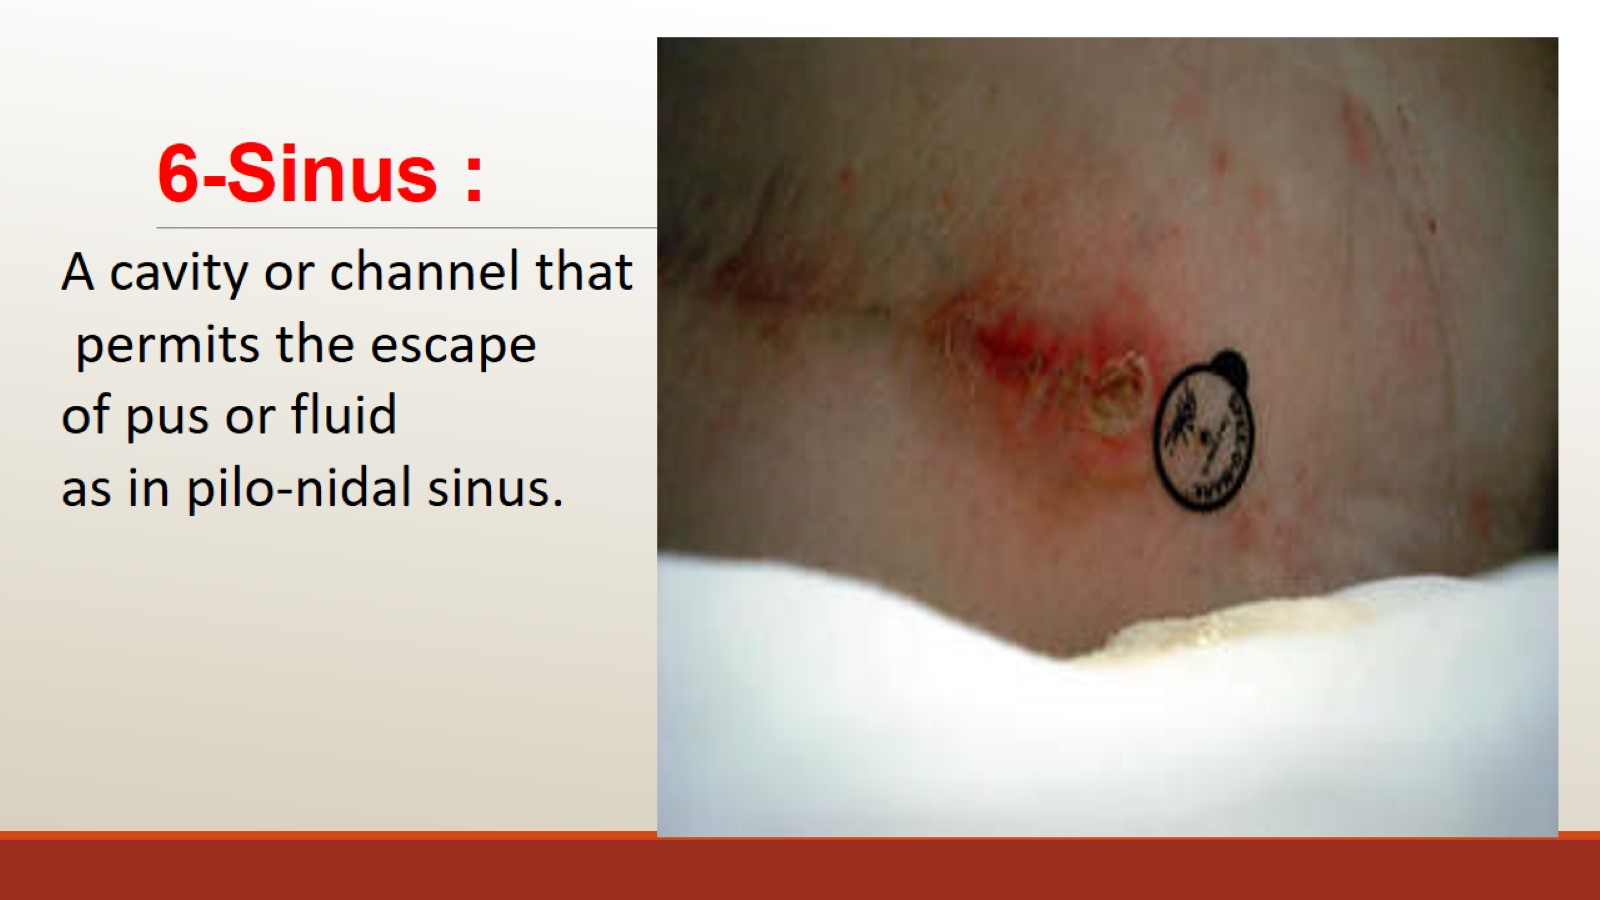 6-Sinus :
A cavity or channel that
permits the escape
of pus or fluid
as in pilo-nidal sinus.